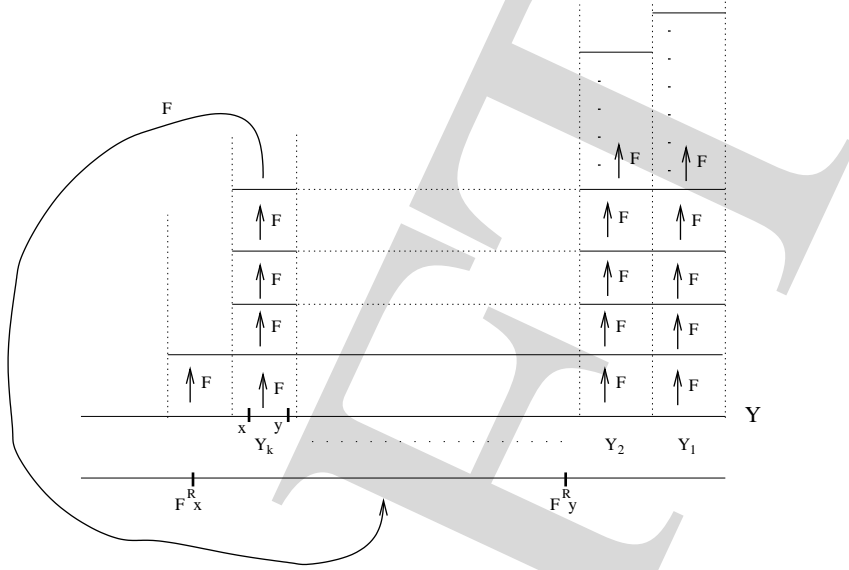 F
F F
F F F
F F F
F F F
F F F F
x y Y
Y_k . . . . . . . . . . . . . . . Y_2 Y_1
F^R x F^R y